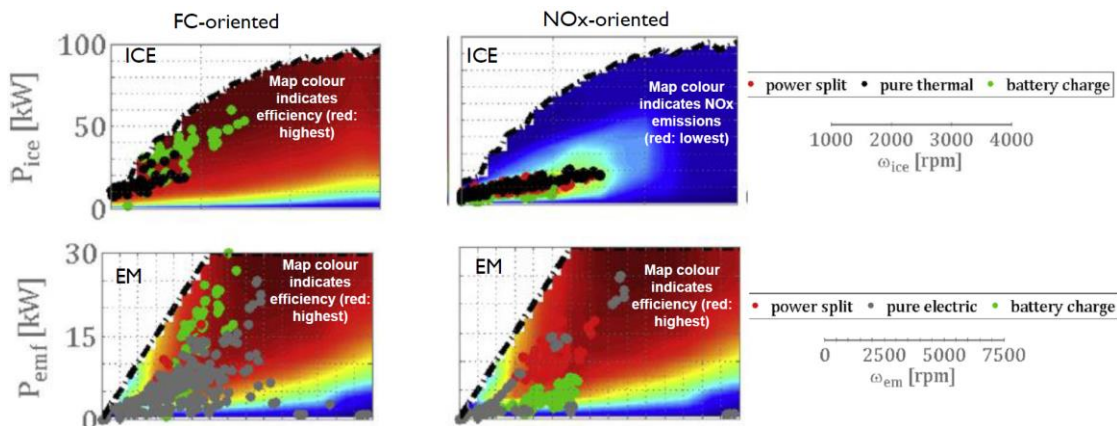 FC-oriented
NOx-oriented
100
50
0
P_ice [kW]
ICE
Map colour
indicates
efficiency (red:
highest)
ICE
Map colour
indicates NOx
emissions
(red: lowest)
power split
pure thermal
battery charge
1000 2000 3000 4000
ω_ice [rpm]
30
15
0
P_emf [kW]
EM
Map colour
indicates
efficiency (red:
highest)
EM
Map colour
indicates
efficiency (red:
highest)
power split
pure electric
battery charge
0 2500 5000 7500
ω_em [rpm]